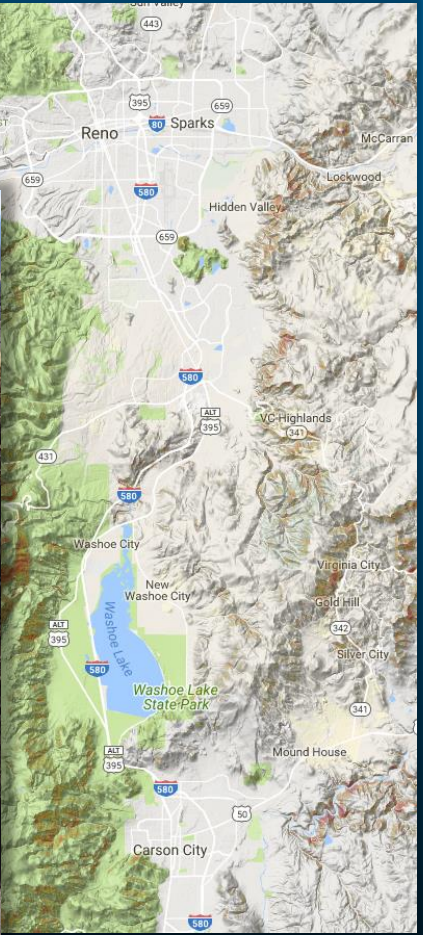 Sun Valley
443
395
659
80
Reno
Sparks
McCarran
659
580
Lockwood
Hidden Valley
659
580
ALT
395
VC Highlands
341
431
580
Washoe City
Virginia City
New
Washoe City
Gold Hill
ALT
395
342
Washoe Lake
580
Silver City
Washoe Lake
State Park
341
Mound House
ALT
395
580
50
Carson City
580